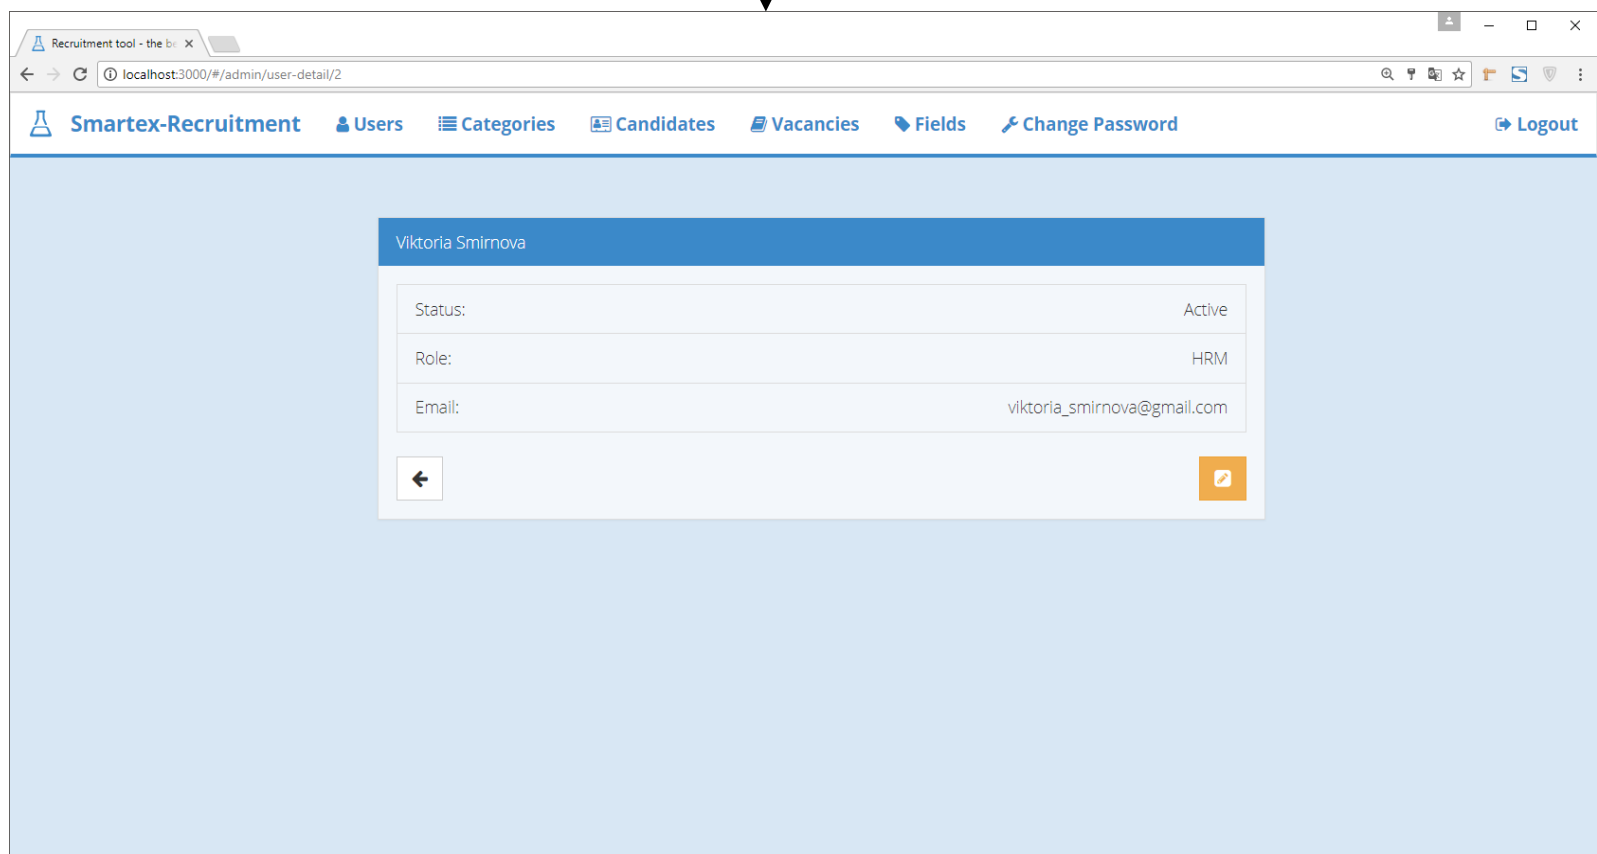 Recruitment tool - the be
localhost:3000/#/admin/user-detail/2
Smartex-Recruitment Users Categories Candidates Vacancies Fields Change Password Logout
Viktoria Smirnova
Status: Active
Role: HRM
Email: viktoria_smirnova@gmail.com